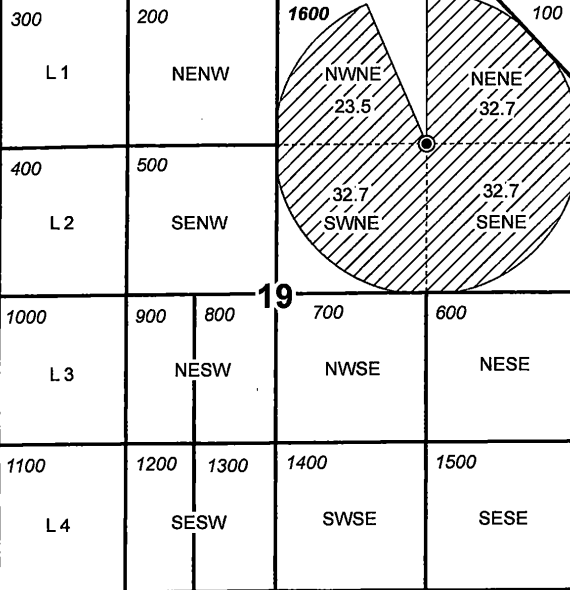 300
200
1600
100
L 1
NENW
NWNE
23.5
NENE
32.7
400
500
L 2
SENW
32.7
SWNE
32.7
SENE
19
1000
900
800
700
600
L 3
NESW
NWSE
NESE
1100
1200
1300
1400
1500
L 4
SESW
SWSE
SESE